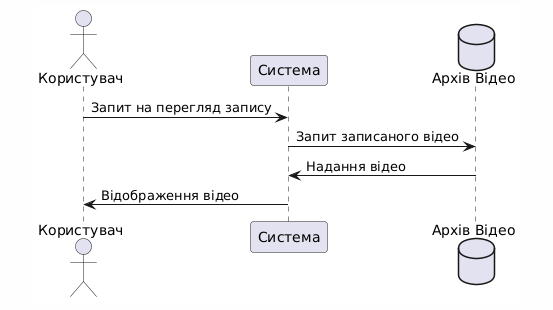 Користувач
Система
Архів Відео
Запит на перегляд запису
Запит записаного відео
Надання відео
Відображення відео
Користувач
Система
Архів Відео